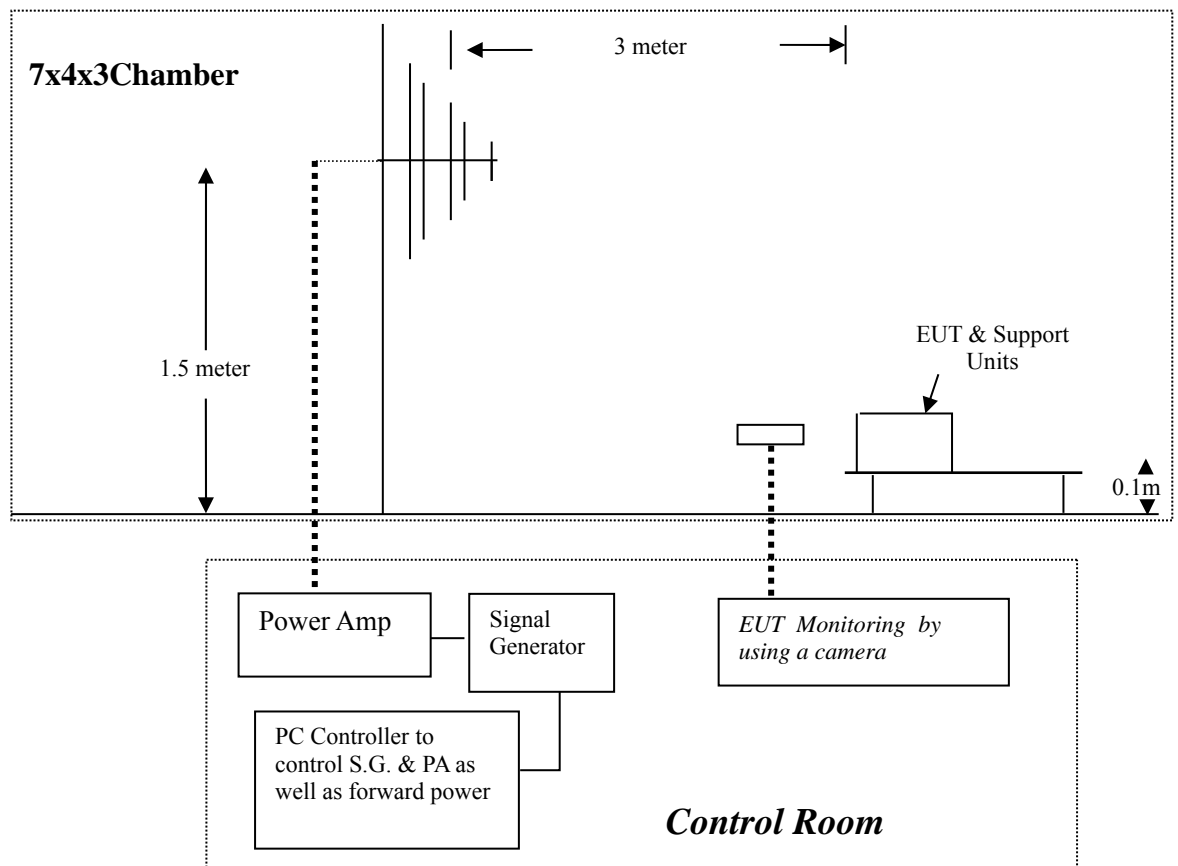 3 meter
7x4x3Chamber
1.5 meter
EUT & Support
Units
0.1m
Power Amp
Signal
Generator
EUT Monitoring by
using a camera
PC Controller to
control S.G. & PA as
well as forward power
Control Room